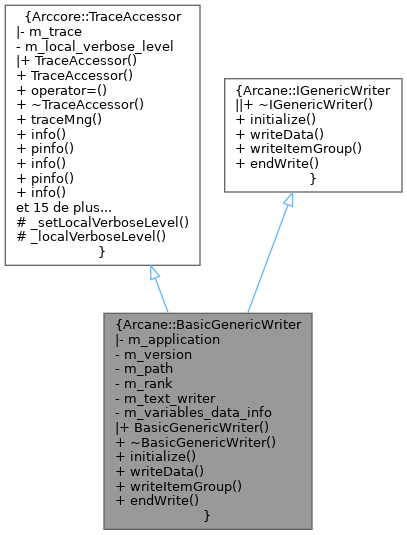 {Arccore::TraceAccessor
|- m_trace
- m_local_verbose_level
|+ TraceAccessor()
+ TraceAccessor()
+ operator=()
+ ~TraceAccessor()
+ traceMng()
+ info()
+ pinfo()
+ info()
+ pinfo()
+ info()
et 15 de plus...
# _setLocalVerboseLevel()
# _localVerboseLevel()
}
{Arcane::IGenericWriter
||+ ~IGenericWriter()
+ initialize()
+ writeData()
+ writeItemGroup()
+ endWrite()
}
{Arcane::BasicGenericWriter
|- m_application
- m_version
- m_path
- m_rank
- m_text_writer
- m_variables_data_info
|+ BasicGenericWriter()
+ ~BasicGenericWriter()
+ initialize()
+ writeData()
+ writeItemGroup()
+ endWrite()
}